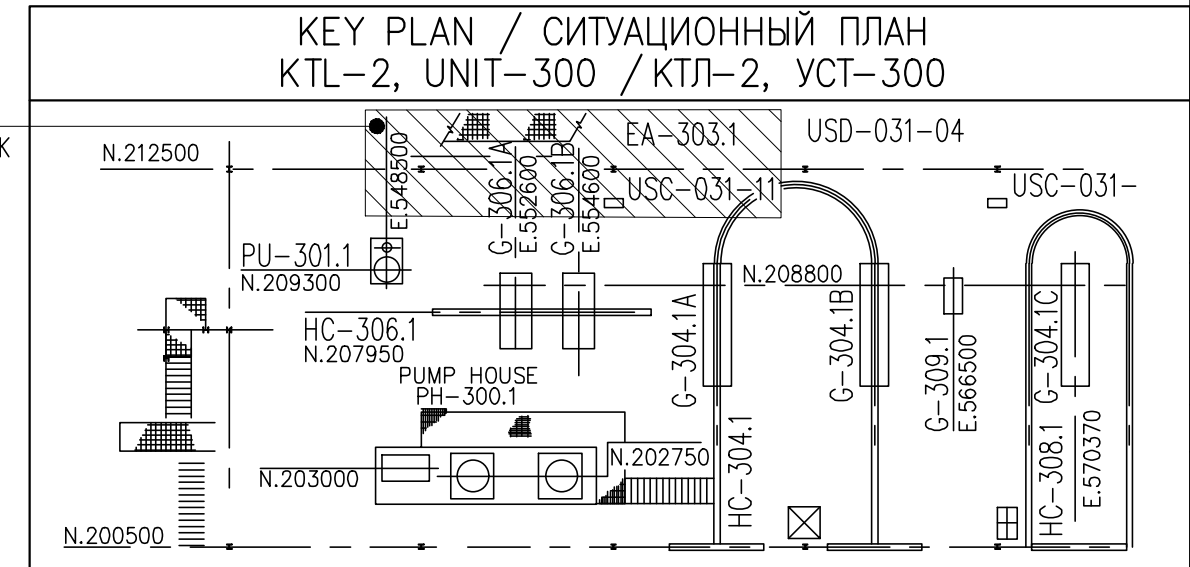 KEY PLAN / СИТУАЦИОННЫЙ ПЛАН
KTL-2, UNIT-300 / КТЛ-2, УСТ-300
К
N.212500
E.548500
G-306.1A
E.552600
G-306.1B
E.554600
EA-303.1
USD-031-04
USC-031-11
USC-031-
PU-301.1
N.209300
N.208800
HC-306.1
N.207950
G-304.1A
G-304.1B
G-309.1
E.566500
G-304.1C
PUMP HOUSE
PH-300.1
N.203000
N.202750
HC-304.1
HC-308.1
E.570370
N.200500